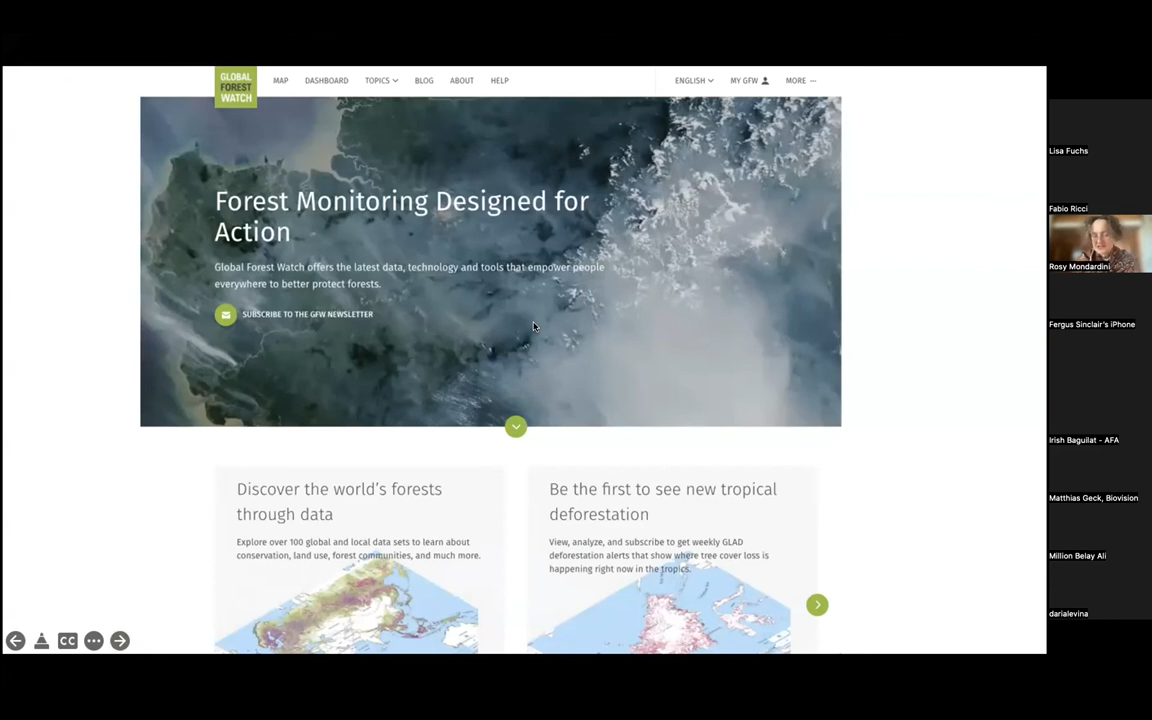 GLOBAL
FOREST
WATCH
MAP
DASHBOARD
TOPICS
BLOG
ABOUT
HELP
ENGLISH
MY GFW
MORE
Forest Monitoring Designed for
Action
Global Forest Watch offers the latest data, technology and tools that empower people
everywhere to better protect forests.
SUBSCRIBE TO THE GFW NEWSLETTER
Discover the world's forests
through data
Explore over 100 global and local data sets to learn about
conservation, land use, forest communities, and much more.
Be the first to see new tropical
deforestation
View, analyze, and subscribe to get weekly GLAD
deforestation alerts that show where tree cover loss is
happening right now in the tropics.
CC
Lisa Fuchs
Fabio Ricci
Rosy Mondardini
Fergus Sinclair's iPhone
Irish Baguilat - AFA
Matthias Geck, Biovision
Million Belay Ali
darialevina